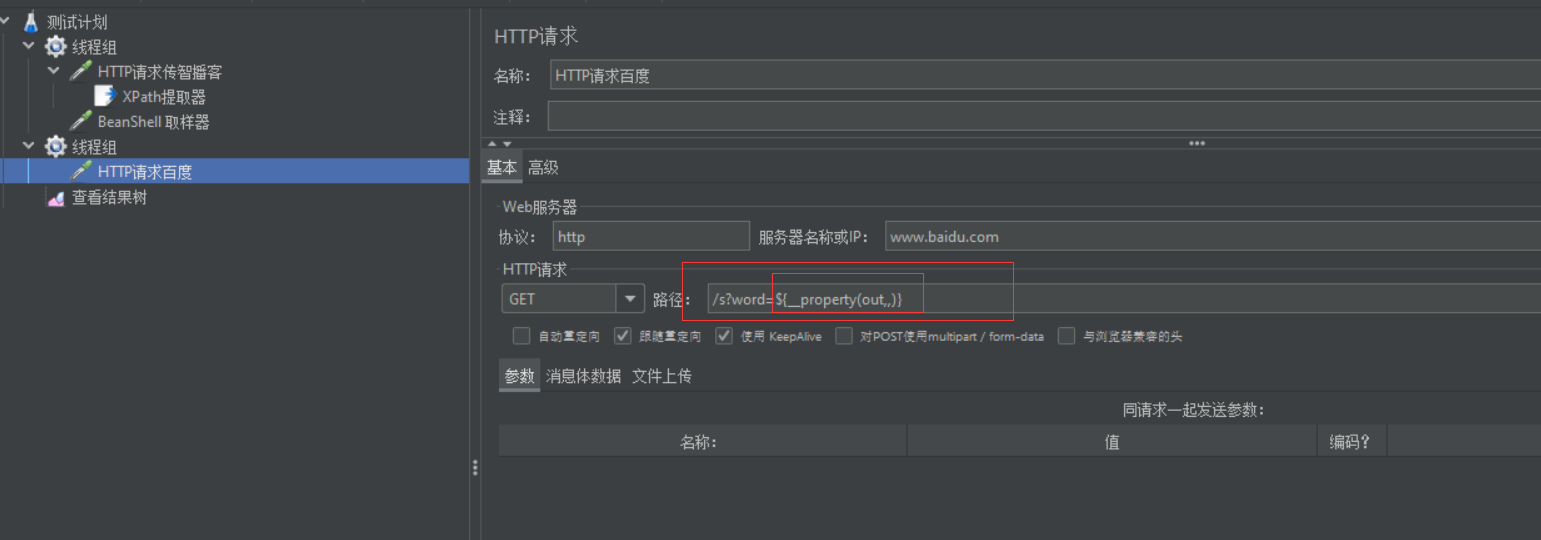 测试计划
线程组
HTTP请求传智播客
XPath提取器
BeanShell 取样器
线程组
HTTP请求百度
查看结果树
HTTP请求
名称： HTTP请求百度
注释：
基本 高级
Web服务器
协议： http 服务器名称或IP： www.baidu.com
HTTP请求
GET 路径： /s?word=${__property(out,,)}
自动重定向 跟随重定向 使用 KeepAlive 对POST使用multipart / form-data 与浏览器兼容的头
参数 消息体数据 文件上传
同请求一起发送参数：
名称： 值 编码？